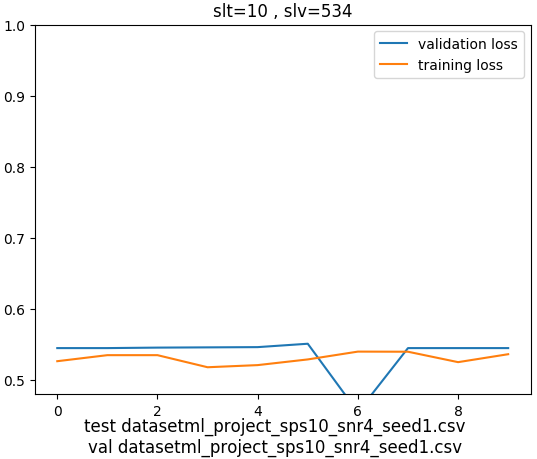 slt=10 , slv=534
1.0
validation loss
training loss
0.9
0.8
0.7
0.6
0.5
0 2 4 6 8
test datasetml_project_sps10_snr4_seed1.csv
val datasetml_project_sps10_snr4_seed1.csv